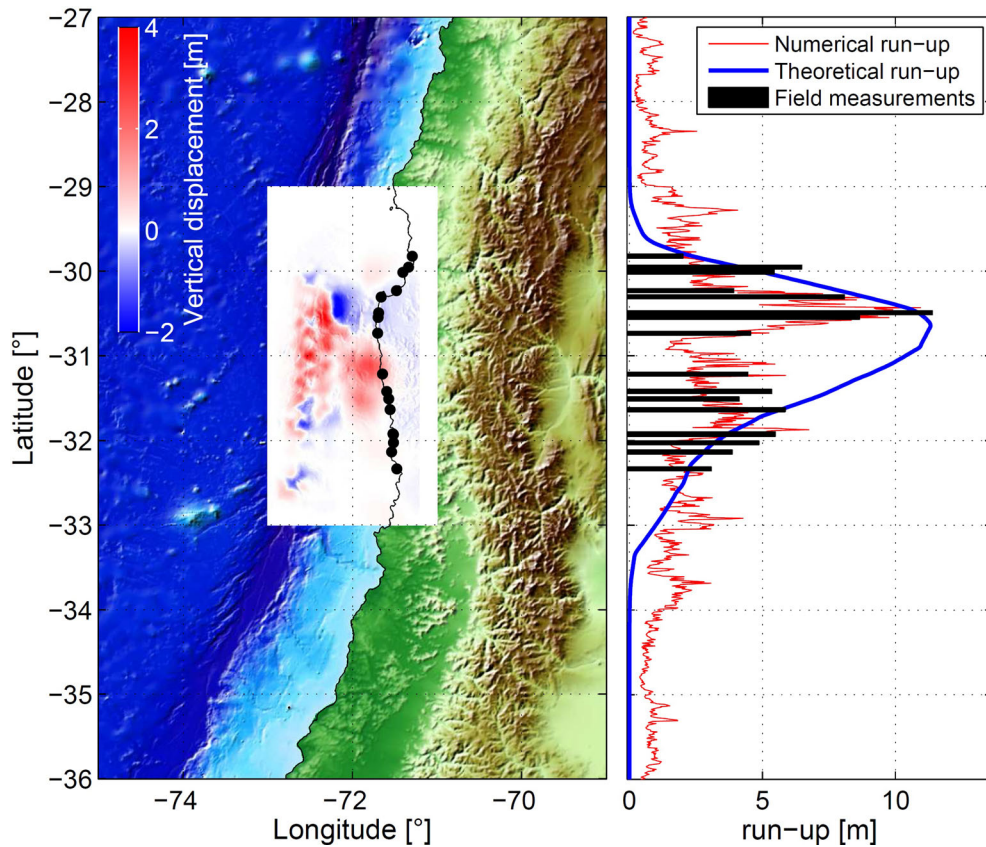 −27
−28
−29
−30
−31
−32
−33
−34
−35
−36
Latitude [°]
4
2
0
−2
Vertical displacement [m]
−74
−72
−70
Longitude [°]
Numerical run−up
Theoretical run−up
Field measurements
0
5
10
run−up [m]